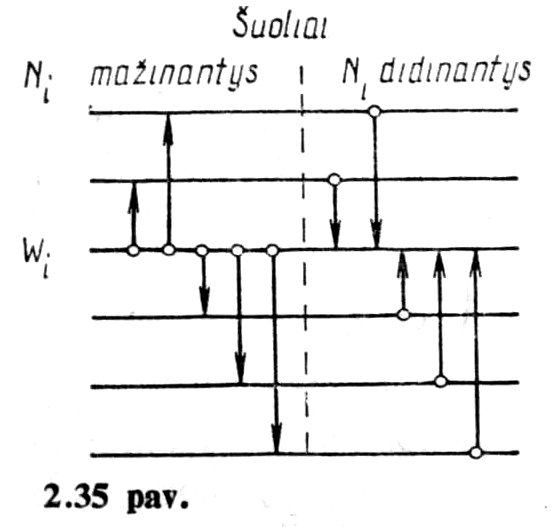 Šuoliai
Nᵢ mažinantys Nᵢ didinantys
Wᵢ
2.35 pav.